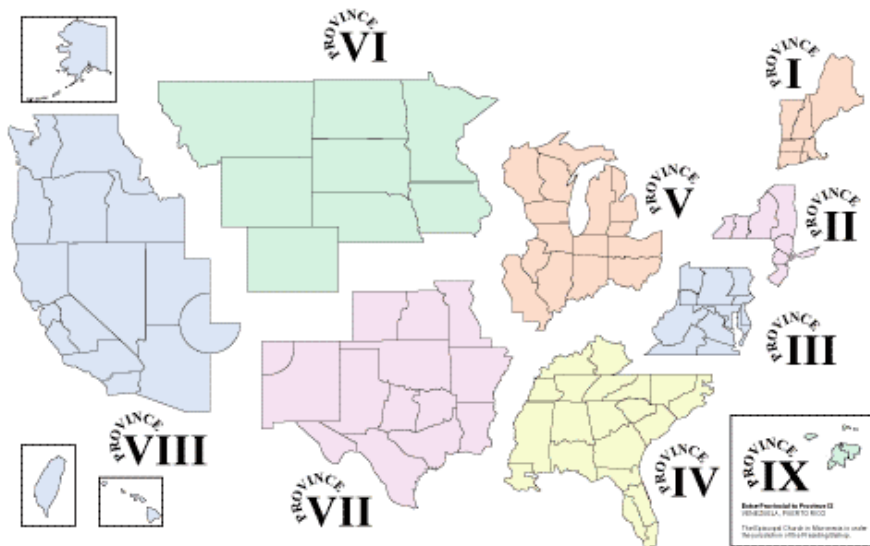 PROVINCE
VI
PROVINCE
I
PROVINCE
V
PROVINCE
II
PROVINCE
III
PROVINCE
VIII
PROVINCE
VII
PROVINCE
IV
PROVINCE
IX
VENEZUELA, PUERTO RICO
The Episcopal Church in Micronesia is under
the jurisdiction of the Presiding Bishop.